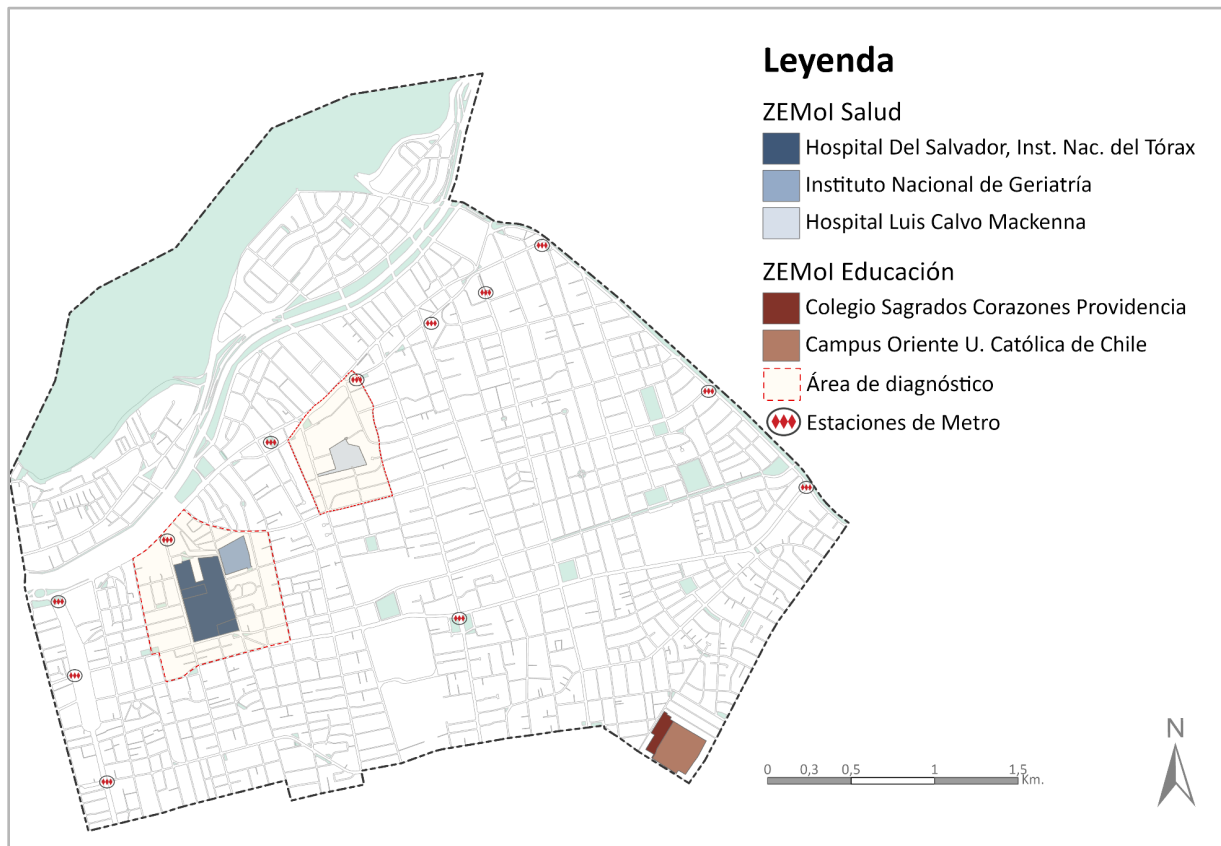 Leyenda
ZEMoI Salud
Hospital Del Salvador, Inst. Nac. del Tórax
Instituto Nacional de Geriatría
Hospital Luis Calvo Mackenna
ZEMoI Educación
Colegio Sagrados Corazones Providencia
Campus Oriente U. Católica de Chile
Área de diagnóstico
Estaciones de Metro
N
0 0,3 0,5 1 1,5
Km.